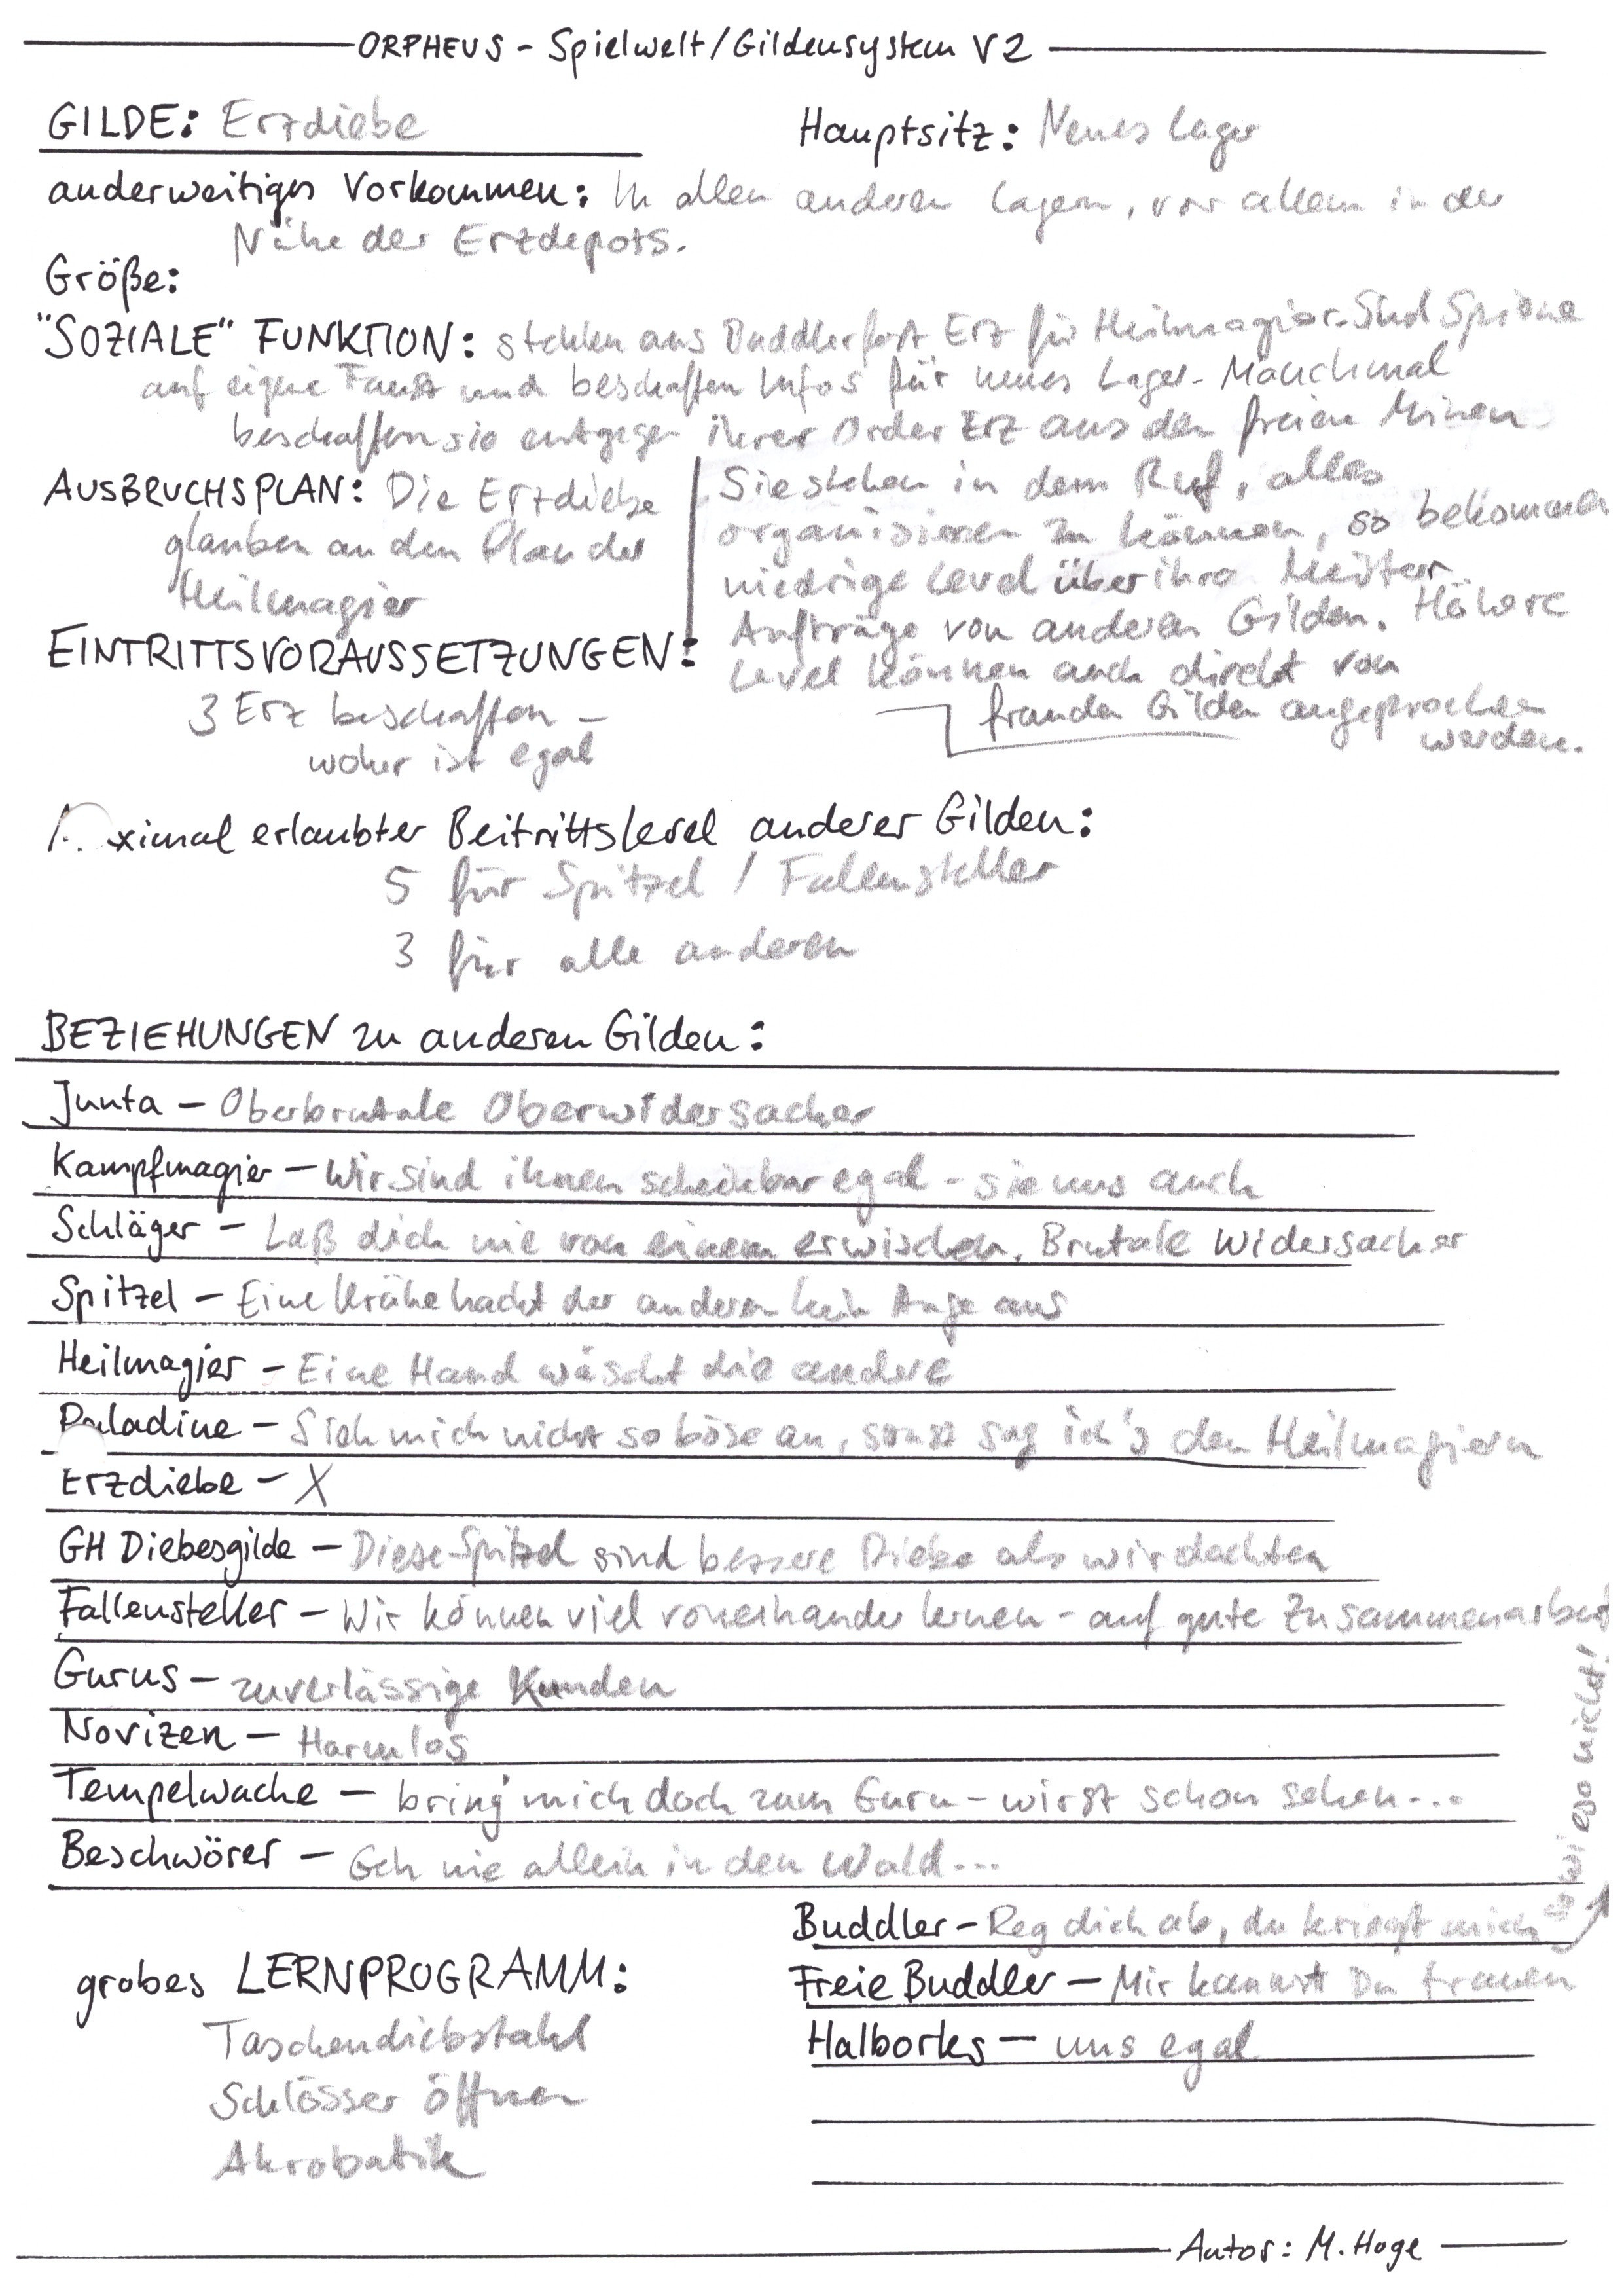 ORPHEUS - Spielwelt/Gildensystem V2
GILDE: Erzdiebe
Hauptsitz: Neues Lager
anderweitiges Vorkommen: In allen anderen Lagern, vor allem in der
Nähe der Erzdepots.
Größe:
"SOZIALE" FUNKTION: stehlen aus Buddlerfort Erz für Heilmagier. Sind Spione
auf eigene Faust und beschaffen Infos für neues Lager. Manchmal
beschaffen sie entgegen ihrer Order Erz aus den freien Minen
AUSBRUCHSPLAN: Die Erzdiebe
glauben an den Plan der
Heilmagier
Sie stehen in dem Ruf, alles
organisieren zu können, so bekommen
niedrige Level über ihre Meister
Aufträge von anderen Gilden. Höhere
Level können auch direkt von
fremden Gilden angesprochen
werden.
EINTRITTSVORAUSSETZUNGEN:
3 Erz beschaffen -
woher ist egal
ximal erlaubter Beitrittslevel anderer Gilden:
5 für Spitzel / Fallensteller
3 für alle anderen
BEZIEHUNGEN zu anderen Gilden:
Junta - Oberbrutale Oberwidersacher
Kampfmagier - Wir sind ihnen scheinbar egal - sie uns auch
Schläger - Laß dich nie von einem erwischen. Brutale Widersacher
Spitzel - Eine Krähe hackt der anderen kein Auge aus
Heilmagier - Eine Hand wäscht die andere
Paladine - Sieh mich nicht so böse an, sonst sag ich's den Heilmagiern
Erzdiebe - X
GH Diebesgilde - Diese Spitzel sind bessere Diebe als wir dachten
Fallensteller - Wir können viel voneinander lernen - auf gute Zusammenarbeit
Gurus - zuverlässige Kunden
Novizen - Harmlos
Tempelwache - bring' mich doch zum Guru - wirst schon sehen...
Beschwörer - Geh nie allein in den Wald...
Buddler - Reg dich ab, du kriegst mich
eso nicht!
Freie Buddler - Mir kannst Du trauen
Halborks - uns egal
grobes LERNPROGRAMM:
Taschendiebstahl
Schlösser öffnen
Akrobatik
Autor: M. Hoge